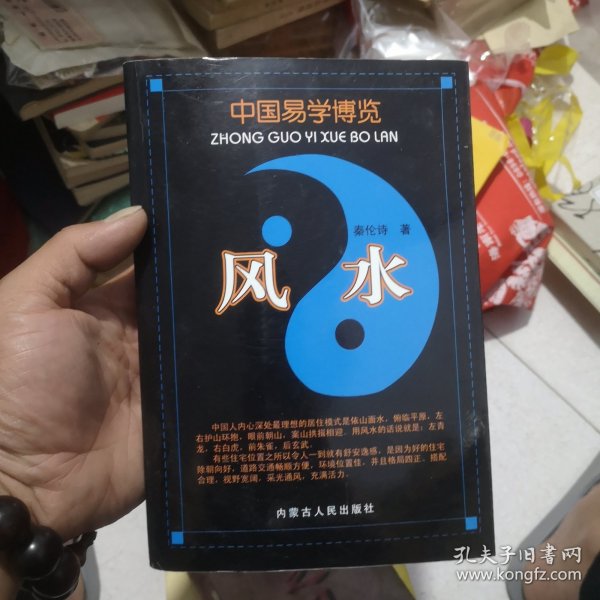 中国易学博览
ZHONG GUO YI XUE BO LAN
秦伦诗 著
风水
中国人内心深处最理想的居住模式是依山面水，俯临平原，左
右护山环抱，眼前朝山，案山拱揖相迎．用风水的话说就是：左青
龙，右白虎，前朱雀，后玄武．
有些住宅位置之所以令人一到就有舒安逸感，是因为好的住宅
除朝向好，道路交通畅顺方便，环境位置佳，并且格局四正．搭配
合理．视野宽阔．采光通风，充满活力．
内蒙古人民出版社
孔夫子旧书网
www.kongfz.com